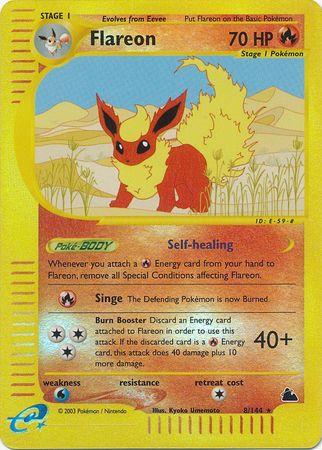 STAGE 1
Evolves from Eevee
Put Flareon on the Basic Pokémon
Flareon
70 HP
Stage 1 Pokémon
ID: E-59-#
Poké-BODY
Self-healing
Whenever you attach a Energy card from your hand to
Flareon, remove all Special Conditions affecting Flareon.
Singe The Defending Pokémon is now Burned.
Burn Booster Discard an Energy card
attached to Flareon in order to use this
attack. If the discarded card is a Energy
card, this attack does 40 damage plus 10
more damage.
40+
weakness
resistance
retreat cost
e
© 2003 Pokémon / Nintendo
Illus. Kyoko Umemoto
8/144 ★